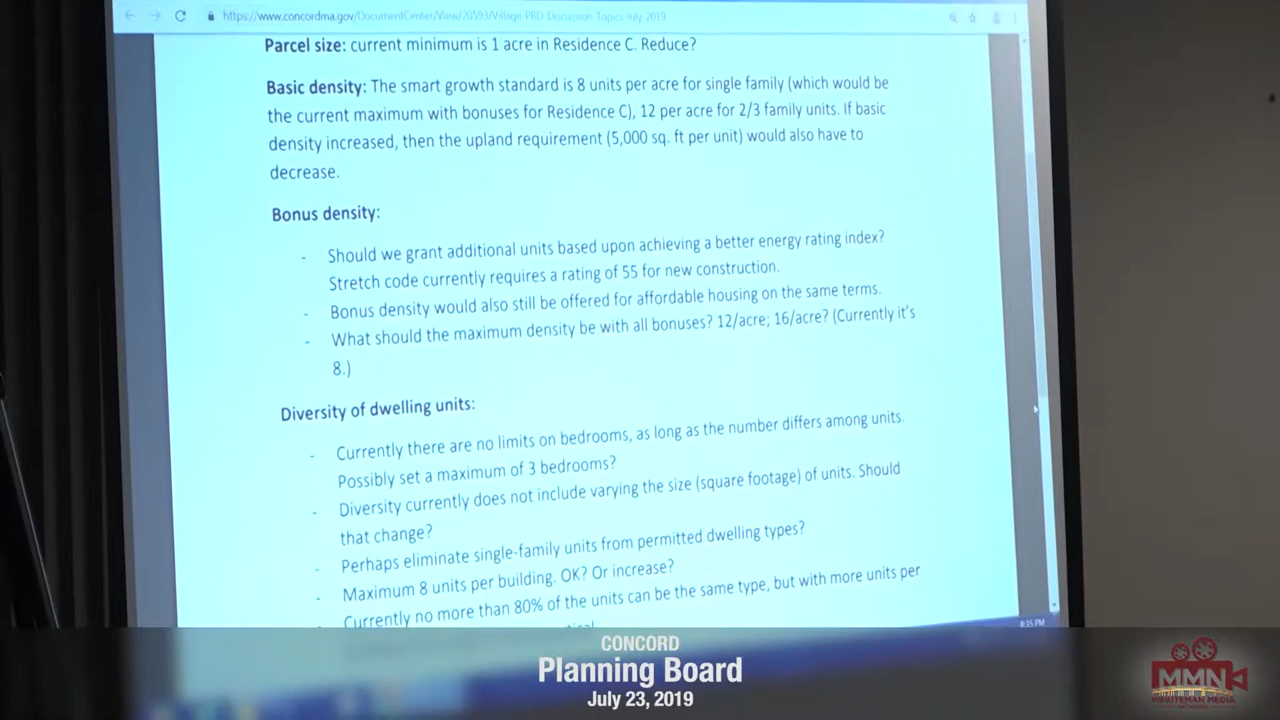 https://www.concordma.gov/DocumentCenter/View/20593/Village-PRD-Discussion-Topics-July-2019
Parcel size: current minimum is 1 acre in Residence C. Reduce?
Basic density: The smart growth standard is 8 units per acre for single family (which would be
the current maximum with bonuses for Residence C), 12 per acre for 2/3 family units. If basic
density increased, then the upland requirement (5,000 sq. ft per unit) would also have to
decrease.
Bonus density:
- Should we grant additional units based upon achieving a better energy rating index?
Stretch code currently requires a rating of 55 for new construction.
- Bonus density would also still be offered for affordable housing on the same terms.
- What should the maximum density be with all bonuses? 12/acre; 16/acre? (Currently it's
8.)
Diversity of dwelling units:
- Currently there are no limits on bedrooms, as long as the number differs among units.
Possibly set a maximum of 3 bedrooms?
- Diversity currently does not include varying the size (square footage) of units. Should
that change?
- Perhaps eliminate single-family units from permitted dwelling types?
- Maximum 8 units per building. OK? Or increase?
- Currently no more than 80% of the units can be the same type, but with more units per
8:35 PM
CONCORD
Planning Board
July 23, 2019
MMN
MINUTEMAN MEDIA